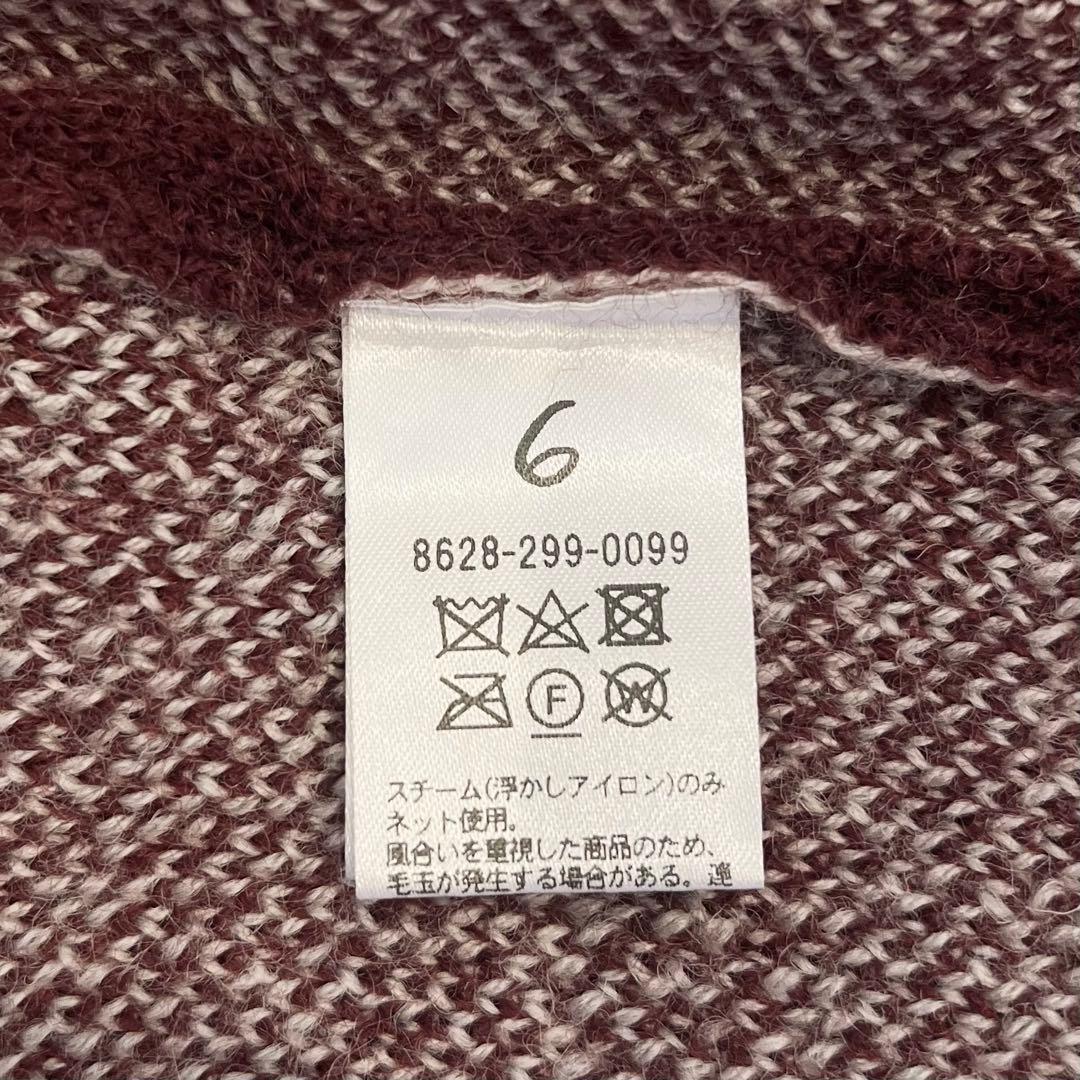 6
8628-299-0099
F
W
スチーム(浮かしアイロン)のみ
ネット使用。
風合いを重視した商品のため、
毛玉が発生する場合がある。連